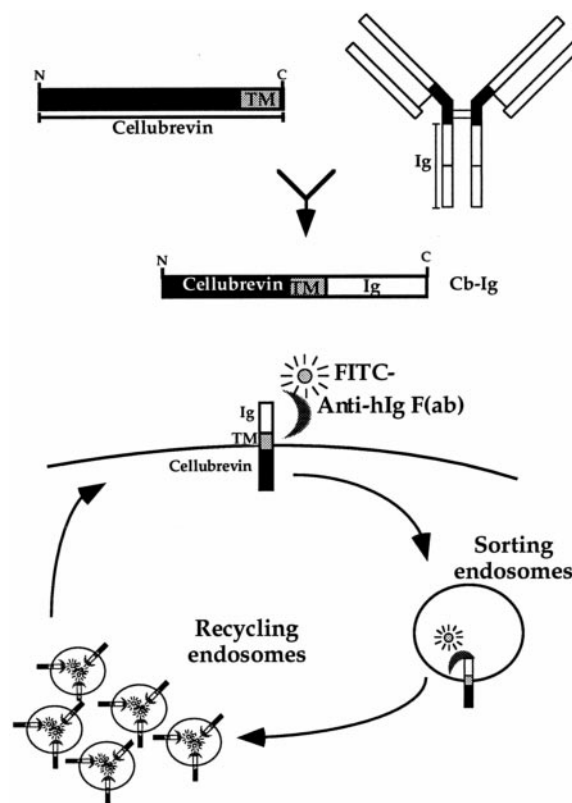 N C
TM
Cellubrevin
Ig
N C
Cellubrevin TM Ig Cb-Ig
FITC-
Anti-hIg F(ab)
Ig
TM
Cellubrevin
Sorting
endosomes
Recycling
endosomes